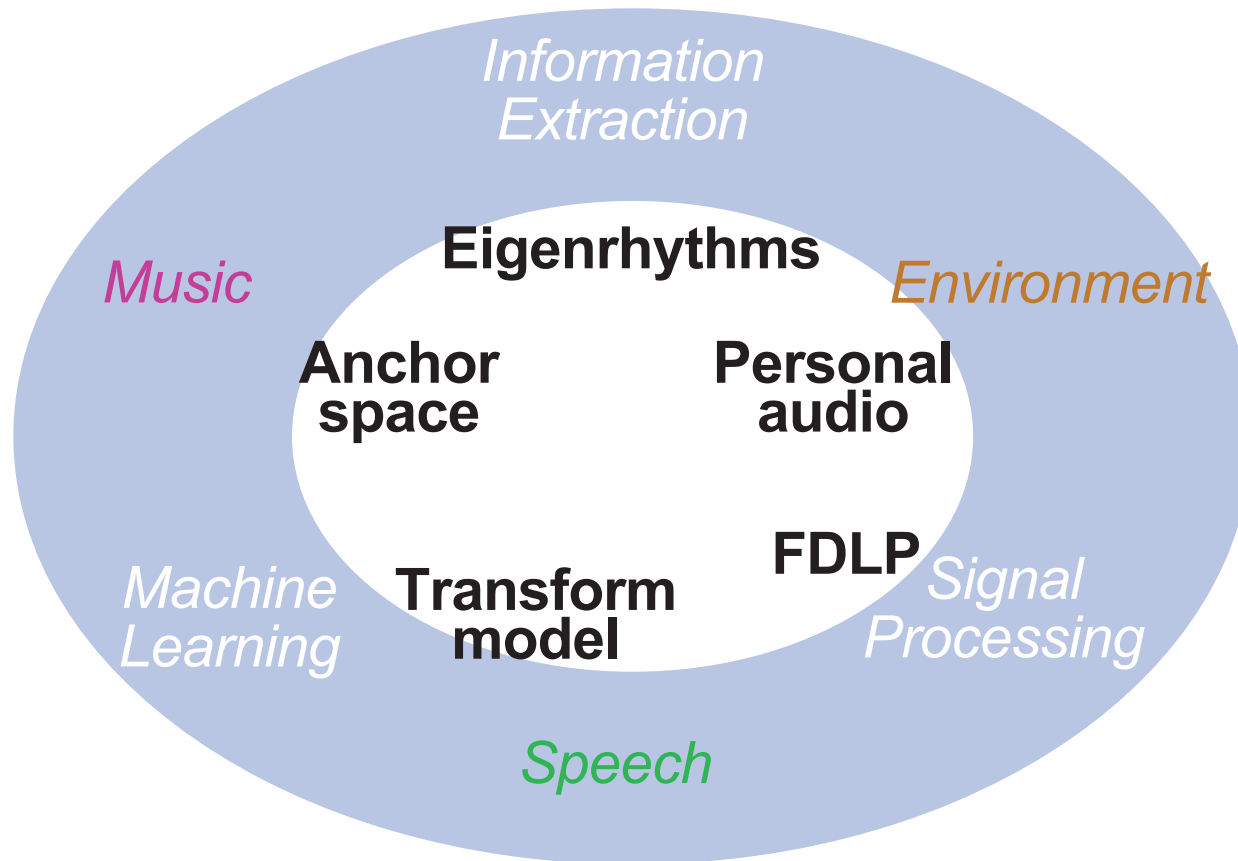 Information
Extraction
Eigenrhythms
Music
Environment
Anchor
space
Personal
audio
FDLP
Machine
Learning
Transform
model
Signal
Processing
Speech